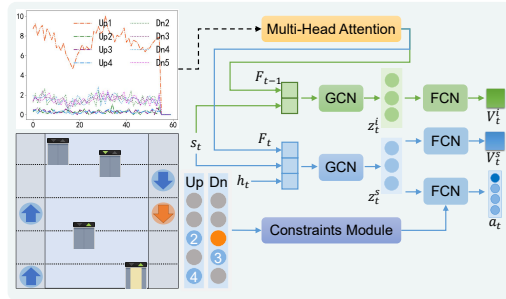 10
8
6
4
2
0
0 20 40 60
Up1 Dn2
Up2 Dn3
Up3 Dn4
Up4 Dn5
Multi-Head Attention
F_{t-1}
GCN
z_t^i
FCN
V_t^i
s_t
F_t
h_t
GCN
z_t^s
FCN
V_t^s
FCN
a_t
Up Dn
2
3
4
Constraints Module